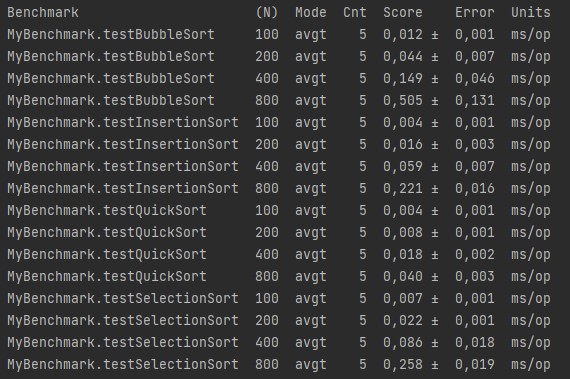 Benchmark (N) Mode Cnt Score Error Units
MyBenchmark.testBubbleSort 100 avgt 5 0,012 ± 0,001 ms/op
MyBenchmark.testBubbleSort 200 avgt 5 0,044 ± 0,007 ms/op
MyBenchmark.testBubbleSort 400 avgt 5 0,149 ± 0,046 ms/op
MyBenchmark.testBubbleSort 800 avgt 5 0,505 ± 0,131 ms/op
MyBenchmark.testInsertionSort 100 avgt 5 0,004 ± 0,001 ms/op
MyBenchmark.testInsertionSort 200 avgt 5 0,016 ± 0,003 ms/op
MyBenchmark.testInsertionSort 400 avgt 5 0,059 ± 0,007 ms/op
MyBenchmark.testInsertionSort 800 avgt 5 0,221 ± 0,016 ms/op
MyBenchmark.testQuickSort 100 avgt 5 0,004 ± 0,001 ms/op
MyBenchmark.testQuickSort 200 avgt 5 0,008 ± 0,001 ms/op
MyBenchmark.testQuickSort 400 avgt 5 0,018 ± 0,002 ms/op
MyBenchmark.testQuickSort 800 avgt 5 0,040 ± 0,003 ms/op
MyBenchmark.testSelectionSort 100 avgt 5 0,007 ± 0,001 ms/op
MyBenchmark.testSelectionSort 200 avgt 5 0,022 ± 0,001 ms/op
MyBenchmark.testSelectionSort 400 avgt 5 0,086 ± 0,018 ms/op
MyBenchmark.testSelectionSort 800 avgt 5 0,258 ± 0,019 ms/op